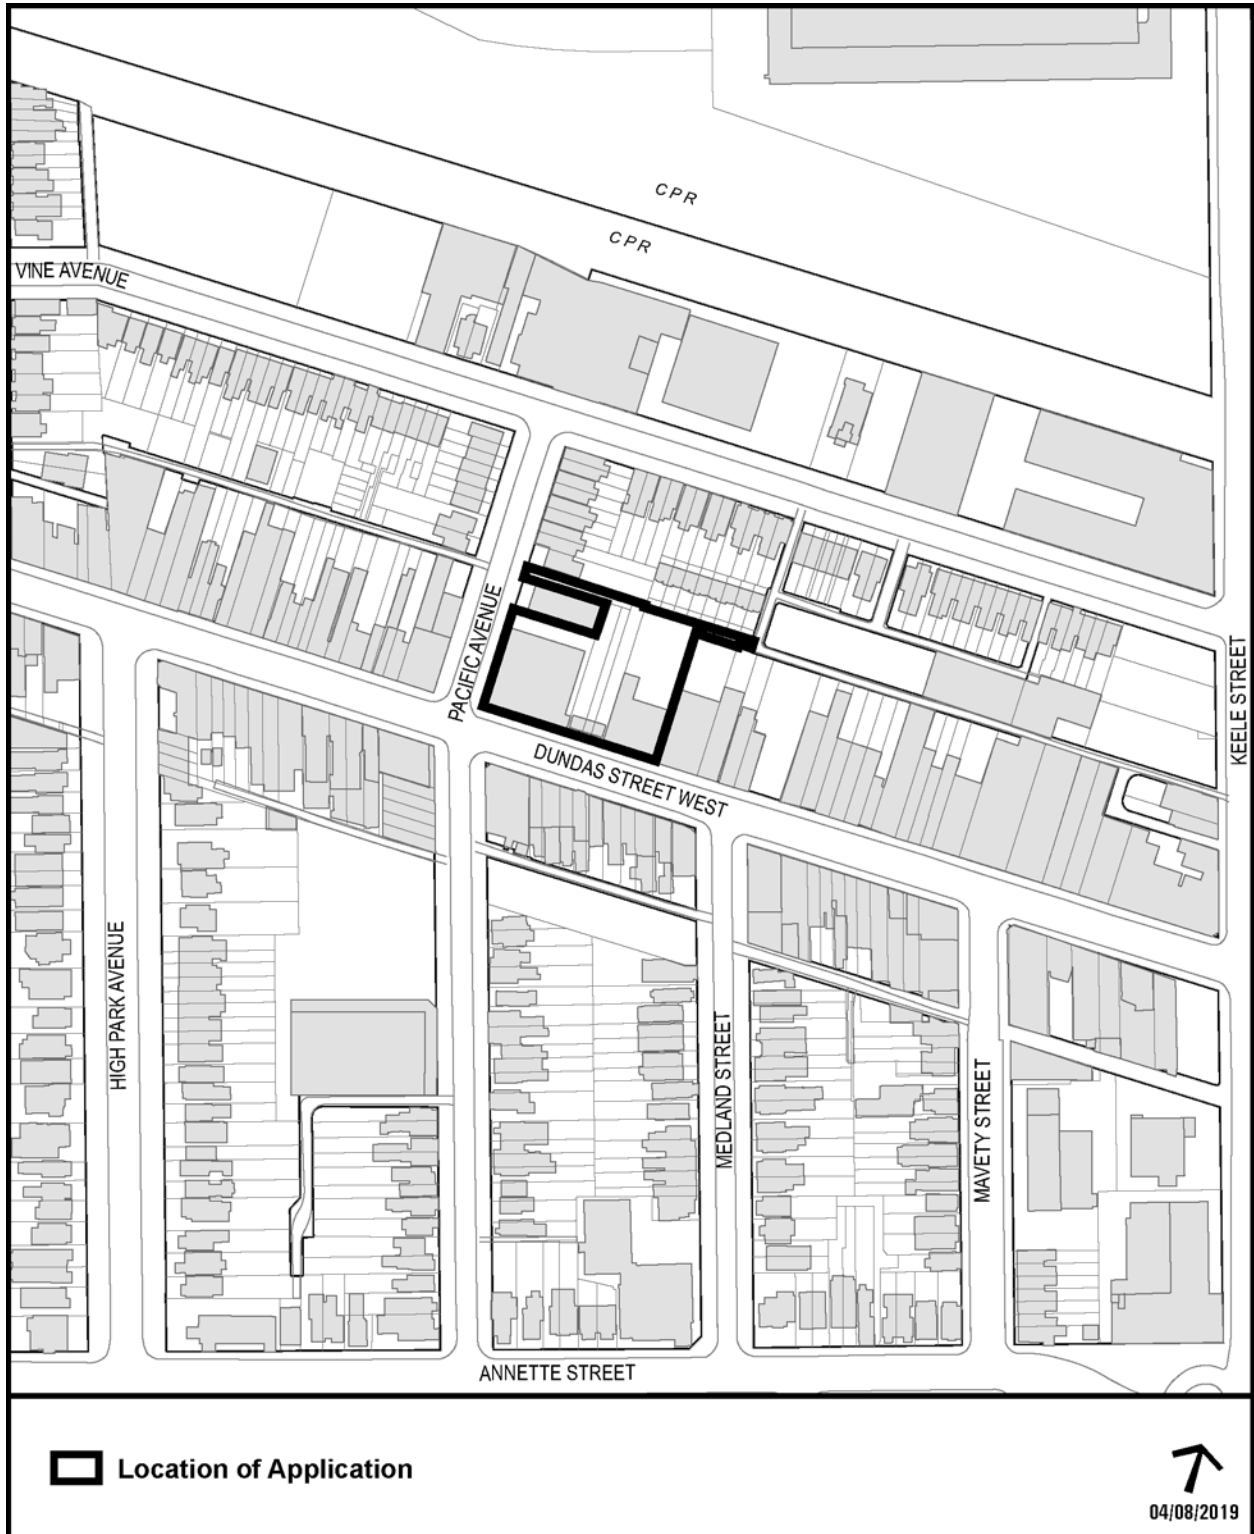 CPR
CPR
VINE AVENUE
PACIFIC AVENUE
KEELE STREET
DUNDAS STREET WEST
HIGH PARK AVENUE
MEDLAND STREET
MAVETY STREET
ANNETTE STREET
Location of Application
04/08/2019